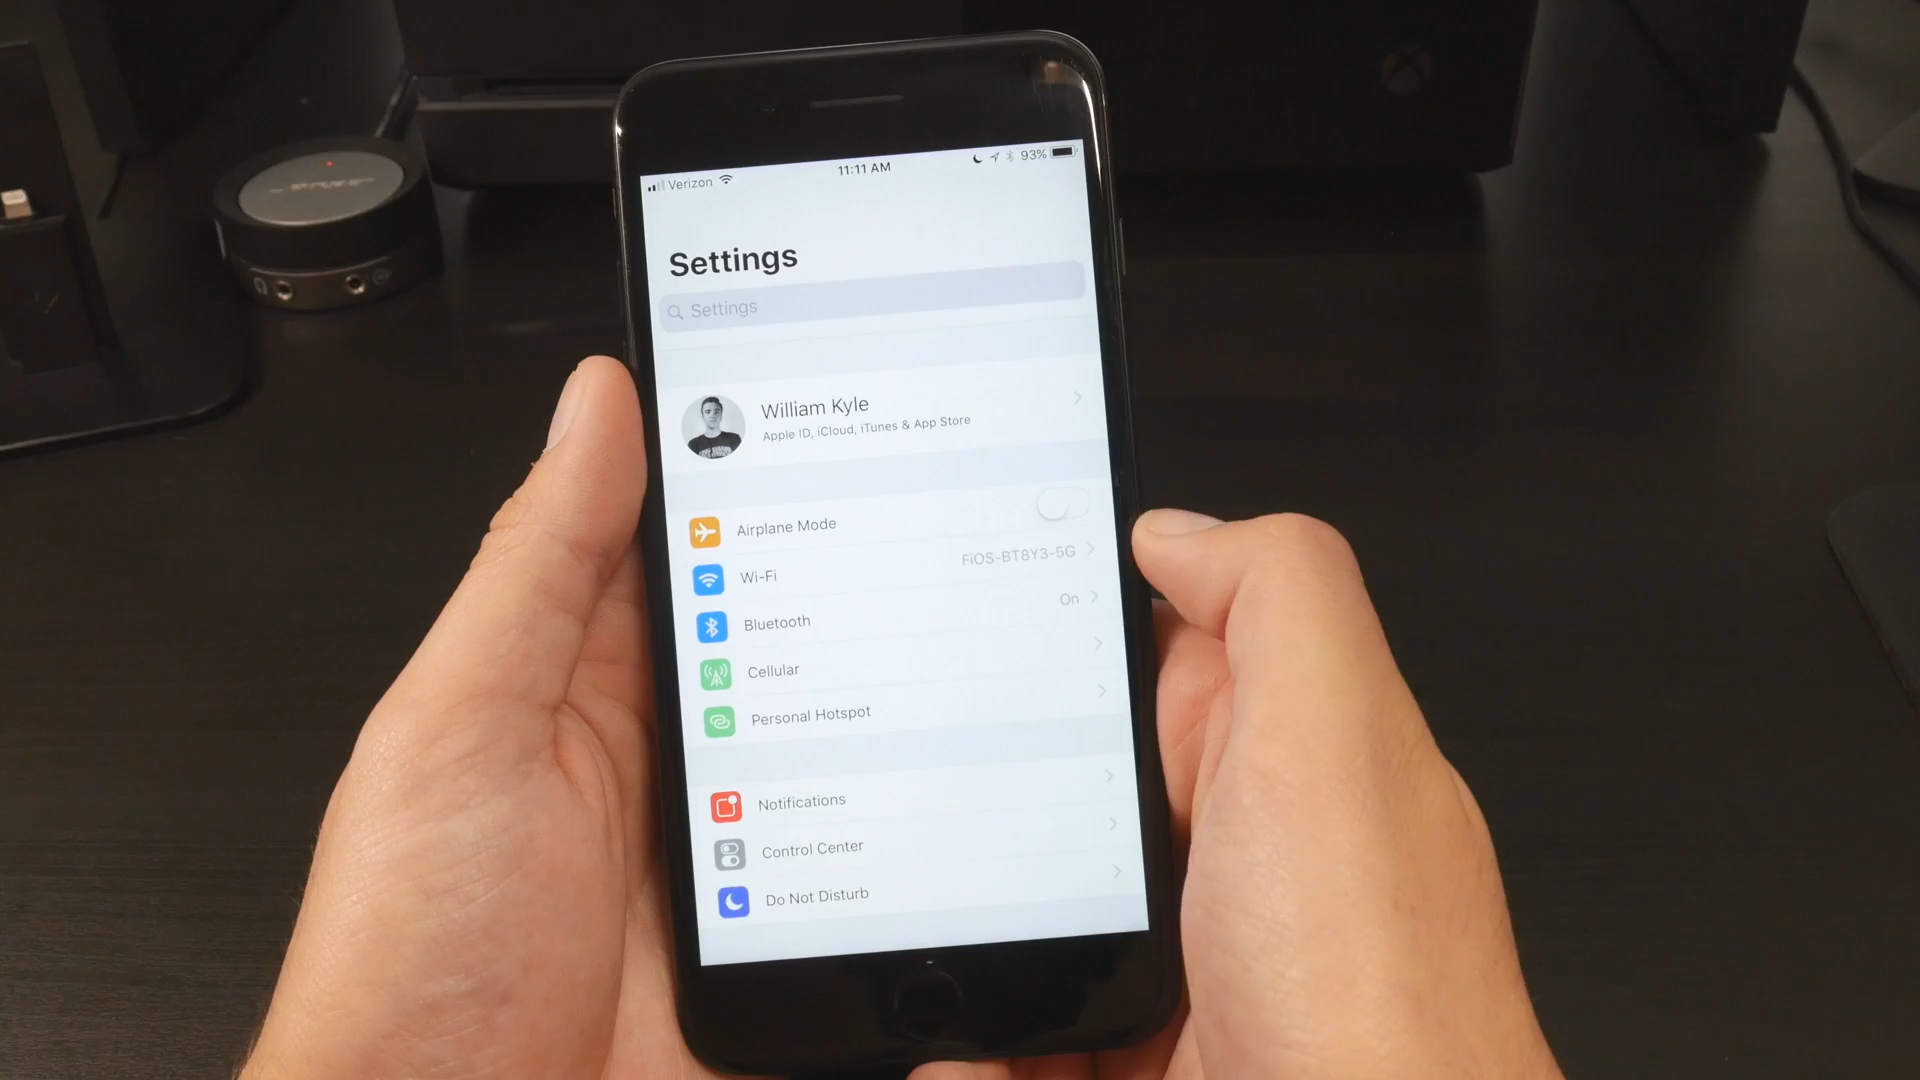 Verizon 11:11 AM 93%
Settings
Settings
William Kyle
Apple ID, iCloud, iTunes & App Store
Airplane Mode
Wi-Fi FiOS-BT8Y3-5G
Bluetooth On
Cellular
Personal Hotspot
Notifications
Control Center
Do Not Disturb